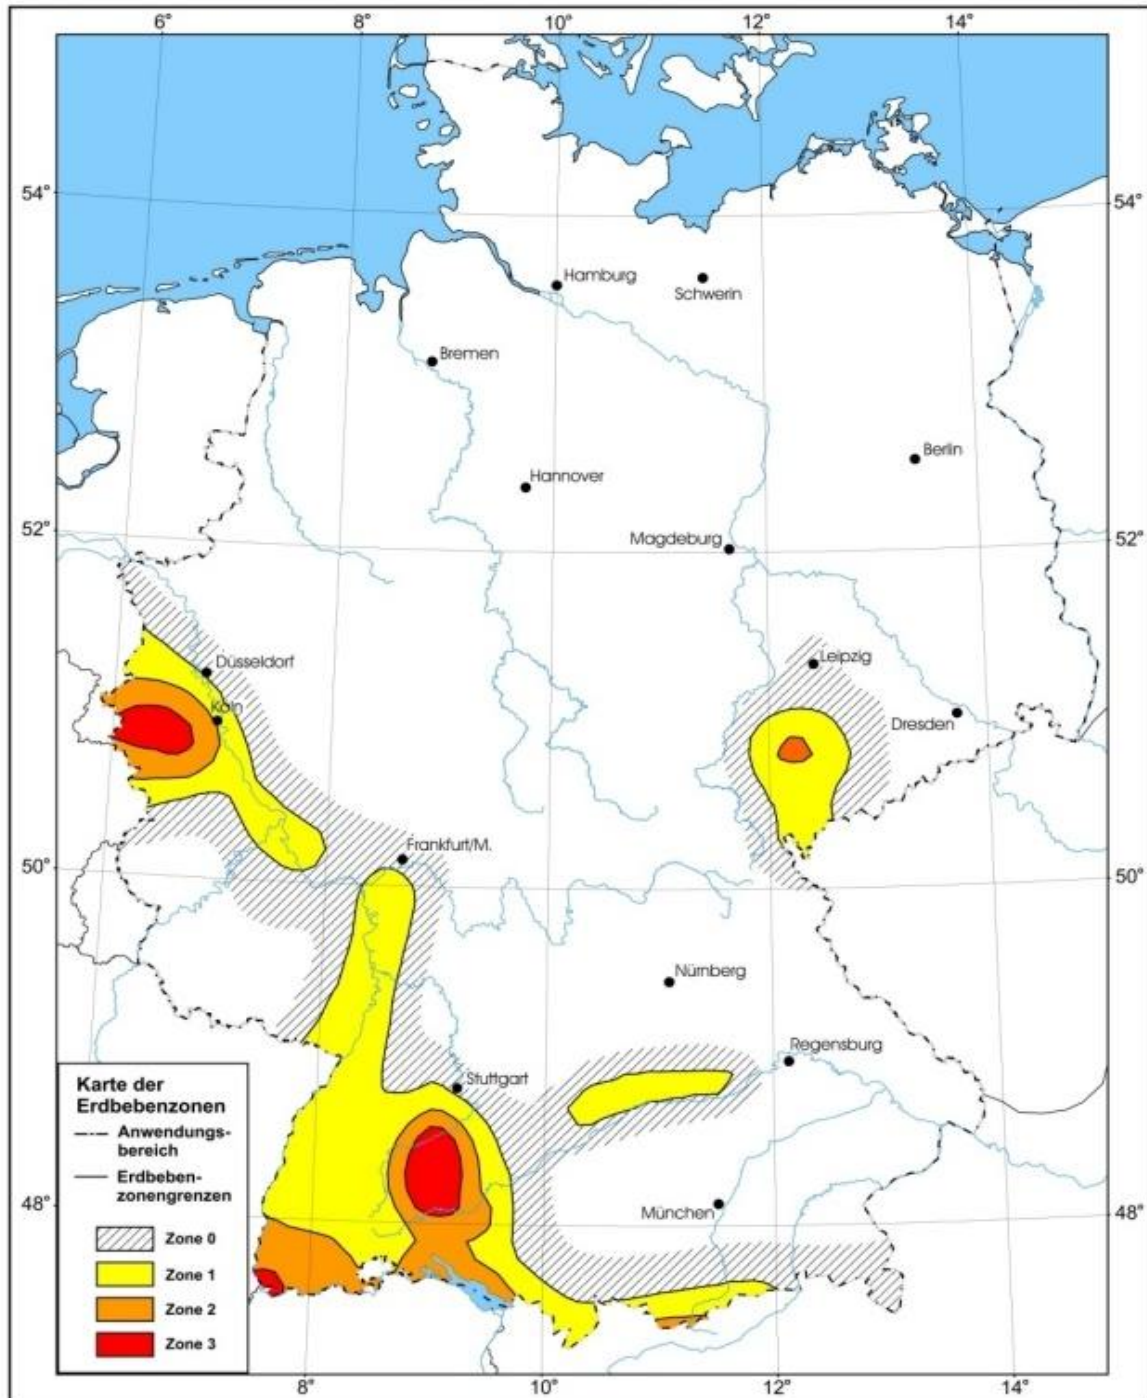 6°
8°
10°
12°
14°
54°
54°
Hamburg
Schwerin
Bremen
Berlin
Hannover
52°
52°
Magdeburg
Düsseldorf
Leipzig
Köln
Dresden
Frankfurt/M.
50°
50°
Nürnberg
Regensburg
Stuttgart
Karte der
Erdbebenzonen
Anwendungs-
bereich
Erdbeben-
zonengrenzen
48°
München
48°
Zone 0
Zone 1
Zone 2
Zone 3
8°
10°
12°
14°